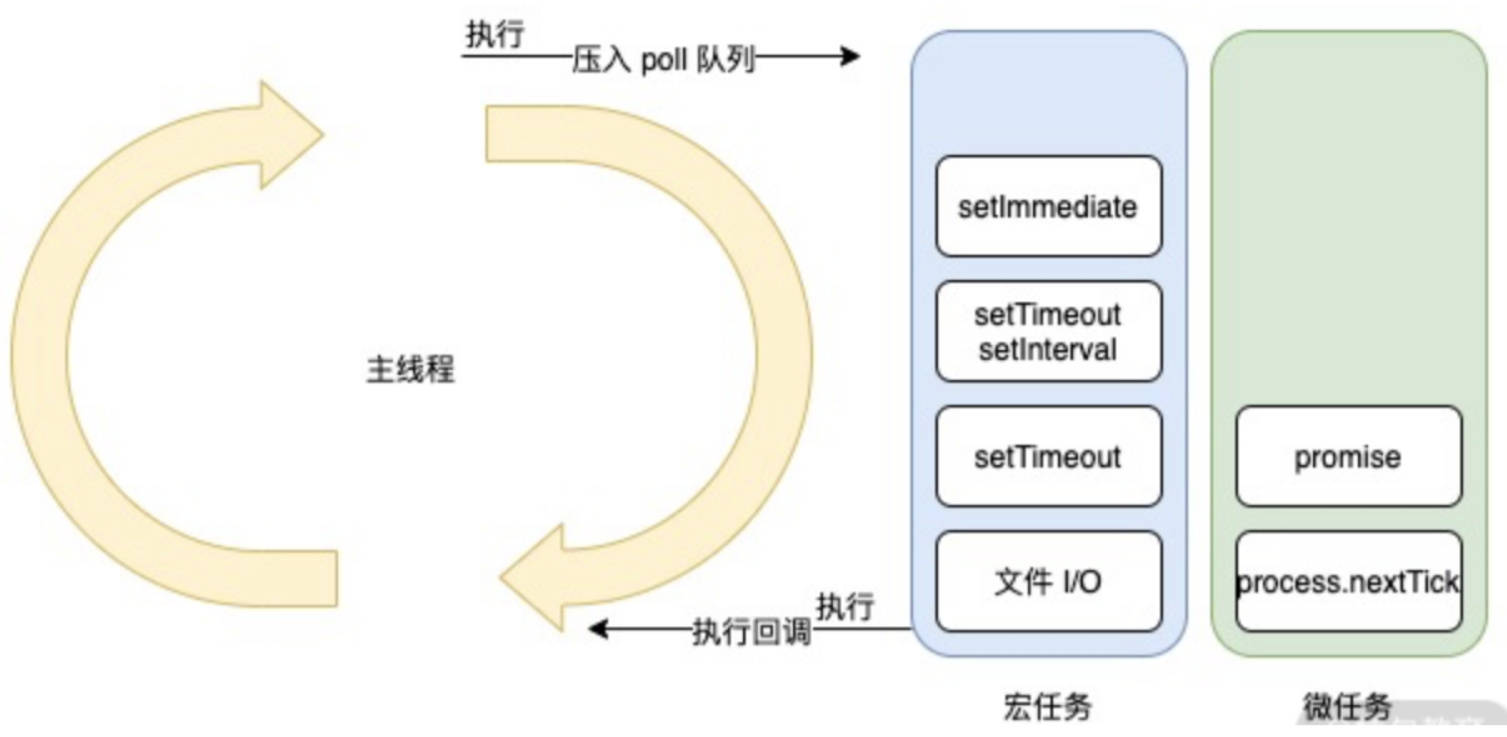 执行
压入 poll 队列
setImmediate
setTimeout
setInterval
主线程
setTimeout
promise
文件 I/O
process.nextTick
执行
执行回调
宏任务
微任务